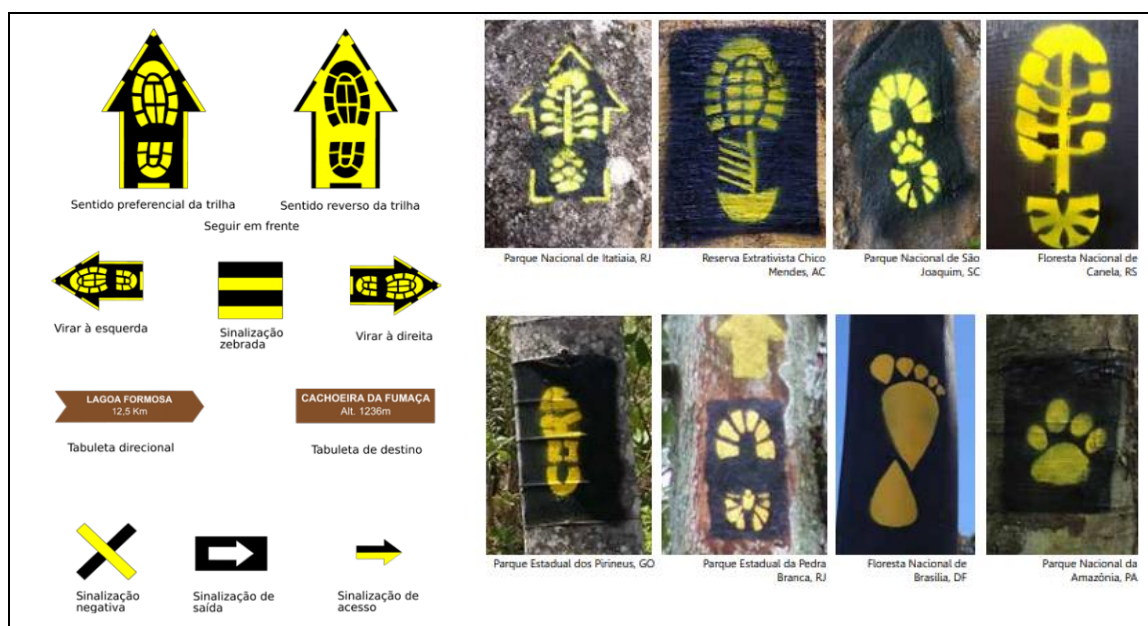 Sentido preferencial da trilha
Sentido reverso da trilha
Seguir em frente
Virar à esquerda
Sinalização
zebrada
Virar à direita
LAGOA FORMOSA
12,5 Km
CACHOEIRA DA FUMAÇA
Alt. 1236m
Tabuleta direcional
Tabuleta de destino
Sinalização
negativa
Sinalização de
saída
Sinalização de
acesso
Parque Nacional de Itatiaia, RJ
Reserva Extrativista Chico
Mendes, AC
Parque Nacional de São
Joaquim, SC
Floresta Nacional de
Canela, RS
Parque Estadual dos Pirineus, GO
Parque Estadual da Pedra
Branca, RJ
Floresta Nacional de
Brasilia, DF
Parque Nacional da
Amazônia, PA